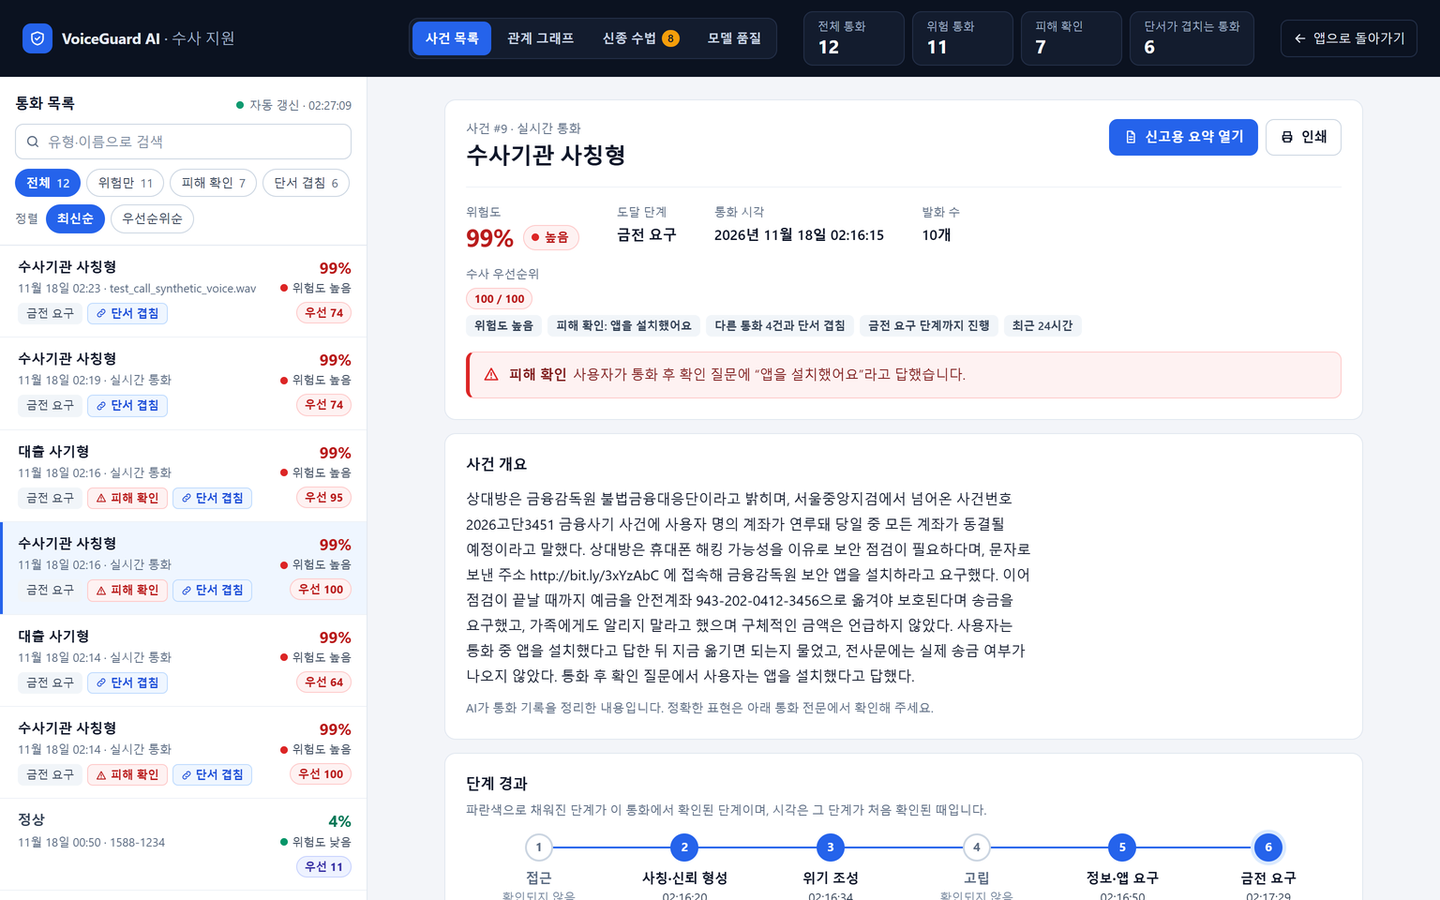 VoiceGuard AI · 수사 지원
사건 목록
관계 그래프
신종 수법 8
모델 품질
전체 통화
12
위험 통화
11
피해 확인
7
단서가 겹치는 통화
6
← 앱으로 돌아가기
통화 목록
자동 갱신 · 02:27:09
유형·이름으로 검색
전체 12
위험만 11
피해 확인 7
단서 겹침 6
정렬
최신순
우선순위순
수사기관 사칭형
99%
11월 18일 02:23 · test_call_synthetic_voice.wav
위험도 높음
금전 요구
단서 겹침
우선 74
수사기관 사칭형
99%
11월 18일 02:19 · 실시간 통화
위험도 높음
금전 요구
단서 겹침
우선 74
대출 사기형
99%
11월 18일 02:16 · 실시간 통화
위험도 높음
금전 요구
피해 확인
단서 겹침
우선 95
수사기관 사칭형
99%
11월 18일 02:16 · 실시간 통화
위험도 높음
금전 요구
피해 확인
단서 겹침
우선 100
대출 사기형
99%
11월 18일 02:14 · 실시간 통화
위험도 높음
금전 요구
단서 겹침
우선 64
수사기관 사칭형
99%
11월 18일 02:14 · 실시간 통화
위험도 높음
금전 요구
피해 확인
단서 겹침
우선 100
정상
4%
11월 18일 00:50 · 1588-1234
위험도 낮음
우선 11
사건 #9 · 실시간 통화
수사기관 사칭형
신고용 요약 열기
인쇄
위험도
99%
높음
도달 단계
금전 요구
통화 시각
2026년 11월 18일 02:16:15
발화 수
10개
수사 우선순위
100 / 100
위험도 높음
피해 확인: 앱을 설치했어요
다른 통화 4건과 단서 겹침
금전 요구 단계까지 진행
최근 24시간
피해 확인 사용자가 통화 후 확인 질문에 “앱을 설치했어요”라고 답했습니다.
사건 개요
상대방은 금융감독원 불법금융대응단이라고 밝히며, 서울중앙지검에서 넘어온 사건번호
2026고단3451 금융사기 사건에 사용자 명의 계좌가 연루돼 당일 중 모든 계좌가 동결될
예정이라고 말했다. 상대방은 휴대폰 해킹 가능성을 이유로 보안 점검이 필요하다며, 문자로
보낸 주소 http://bit.ly/3xYzAbC 에 접속해 금융감독원 보안 앱을 설치하라고 요구했다. 이어
점검이 끝날 때까지 예금을 안전계좌 943-202-0412-3456으로 옮겨야 보호된다며 송금을
요구했고, 가족에게도 알리지 말라고 했으며 구체적인 금액은 언급하지 않았다. 사용자는
통화 중 앱을 설치했다고 답한 뒤 지금 옮기면 되는지 물었고, 전사문에는 실제 송금 여부가
나오지 않았다. 통화 후 확인 질문에서 사용자는 앱을 설치했다고 답했다.
AI가 통화 기록을 정리한 내용입니다. 정확한 표현은 아래 통화 전문에서 확인해 주세요.
단계 경과
파란색으로 채워진 단계가 이 통화에서 확인된 단계이며, 시각은 그 단계가 처음 확인된 때입니다.
1
2
3
4
5
6
접근
사칭·신뢰 형성
위기 조성
고립
정보·앱 요구
금전 요구
확인되지 않음
02:16:20
02:16:34
확인되지 않음
02:16:50
02:17:29